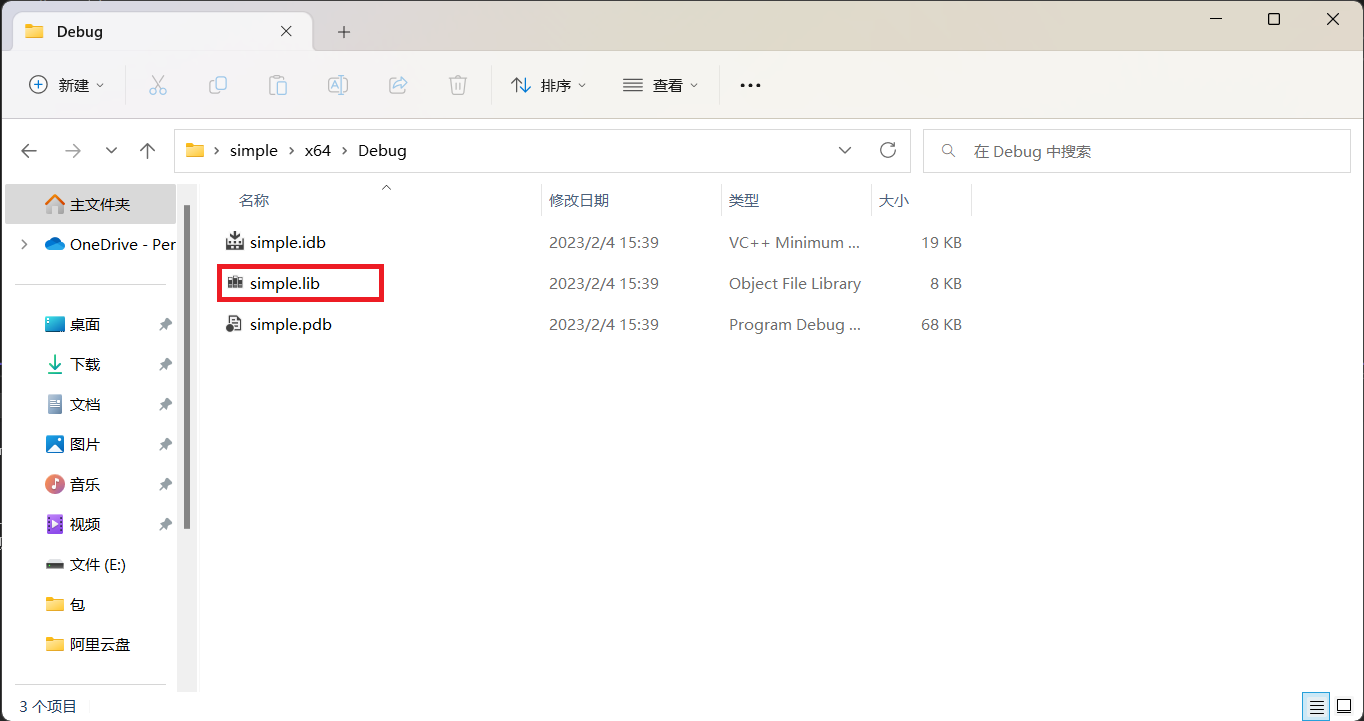 Debug
新建
排序
查看
simple
x64
Debug
在 Debug 中搜索
名称
修改日期
类型
大小
simple.idb
2023/2/4 15:39
VC++ Minimum ...
19 KB
simple.lib
2023/2/4 15:39
Object File Library
8 KB
simple.pdb
2023/2/4 15:39
Program Debug ...
68 KB
主文件夹
OneDrive - Per
桌面
下载
文档
图片
音乐
视频
文件 (E:)
包
阿里云盘
3 个项目